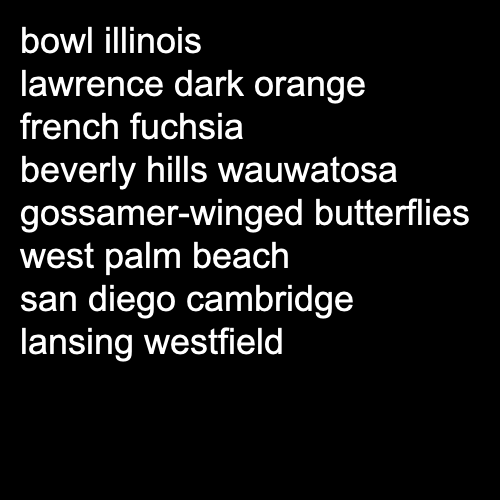 bowl illinois
lawrence dark orange
french fuchsia
beverly hills wauwatosa
gossamer-winged butterflies
west palm beach
san diego cambridge
lansing westfield